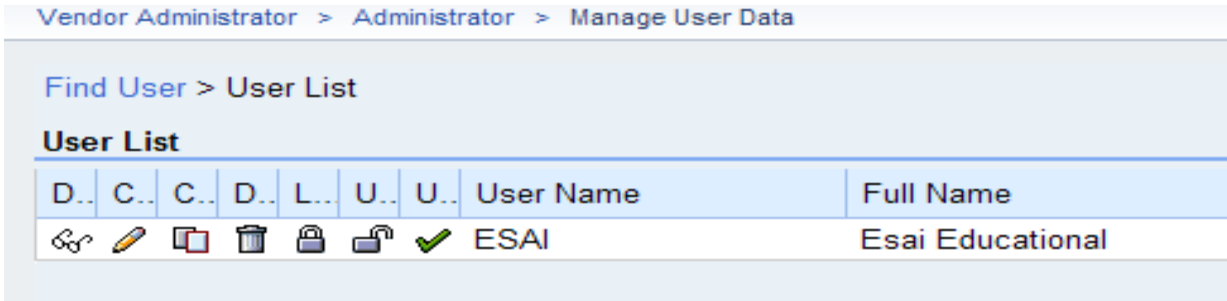 Vendor Administrator > Administrator > Manage User Data
Find User > User List
User List
D.. C.. C.. D.. L... U.. U.. User Name Full Name
ESAI Esai Educational